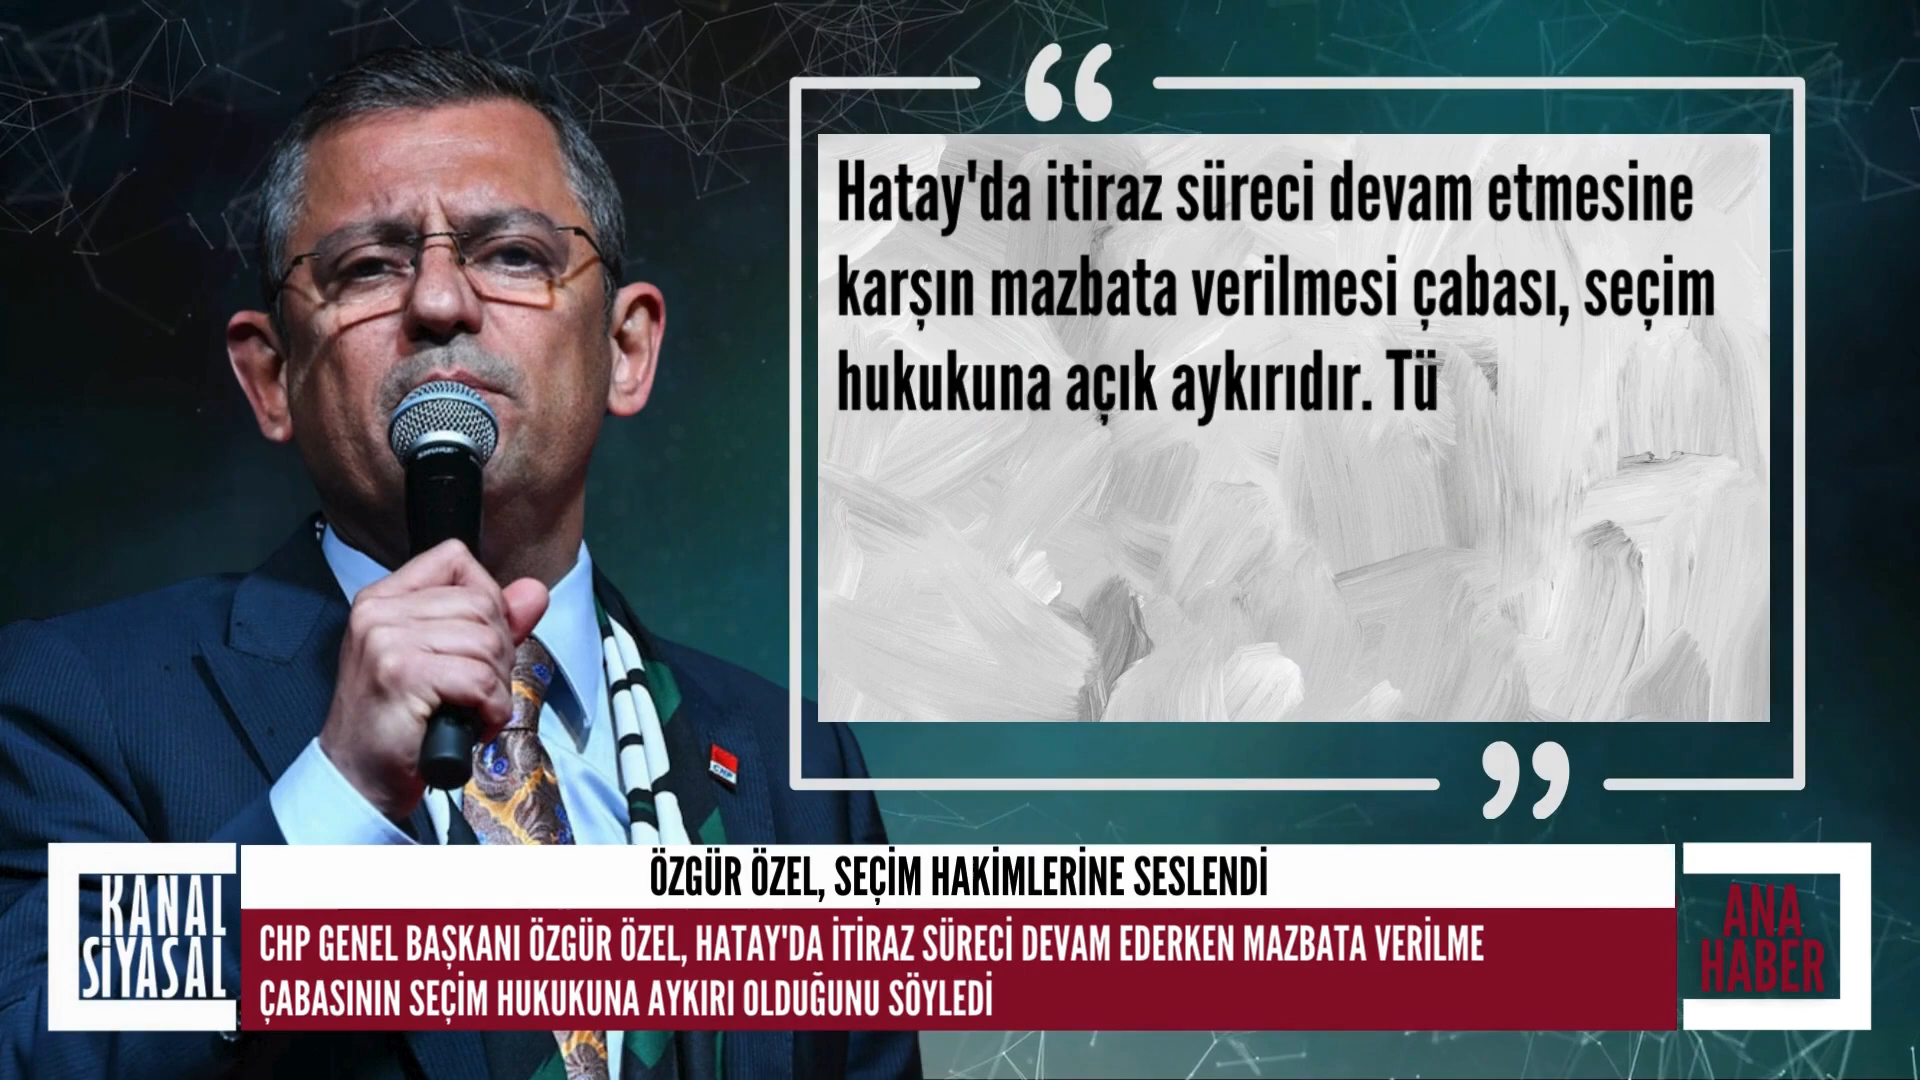 Hatay'da itiraz süreci devam etmesine
karşın mazbata verilmesi çabası, seçim
hukukuna açık aykırıdır. Tü
SHURE
CHP
ÖZGÜR ÖZEL, SEÇİM HAKİMLERİNE SESLENDİ
CHP GENEL BAŞKANI ÖZGÜR ÖZEL, HATAY'DA İTİRAZ SÜRECİ DEVAM EDERKEN MAZBATA VERİLME
ÇABASININ SEÇİM HUKUKUNA AYKIRI OLDUĞUNU SÖYLEDİ
KANAL
SİYASAL
ANA
HABER